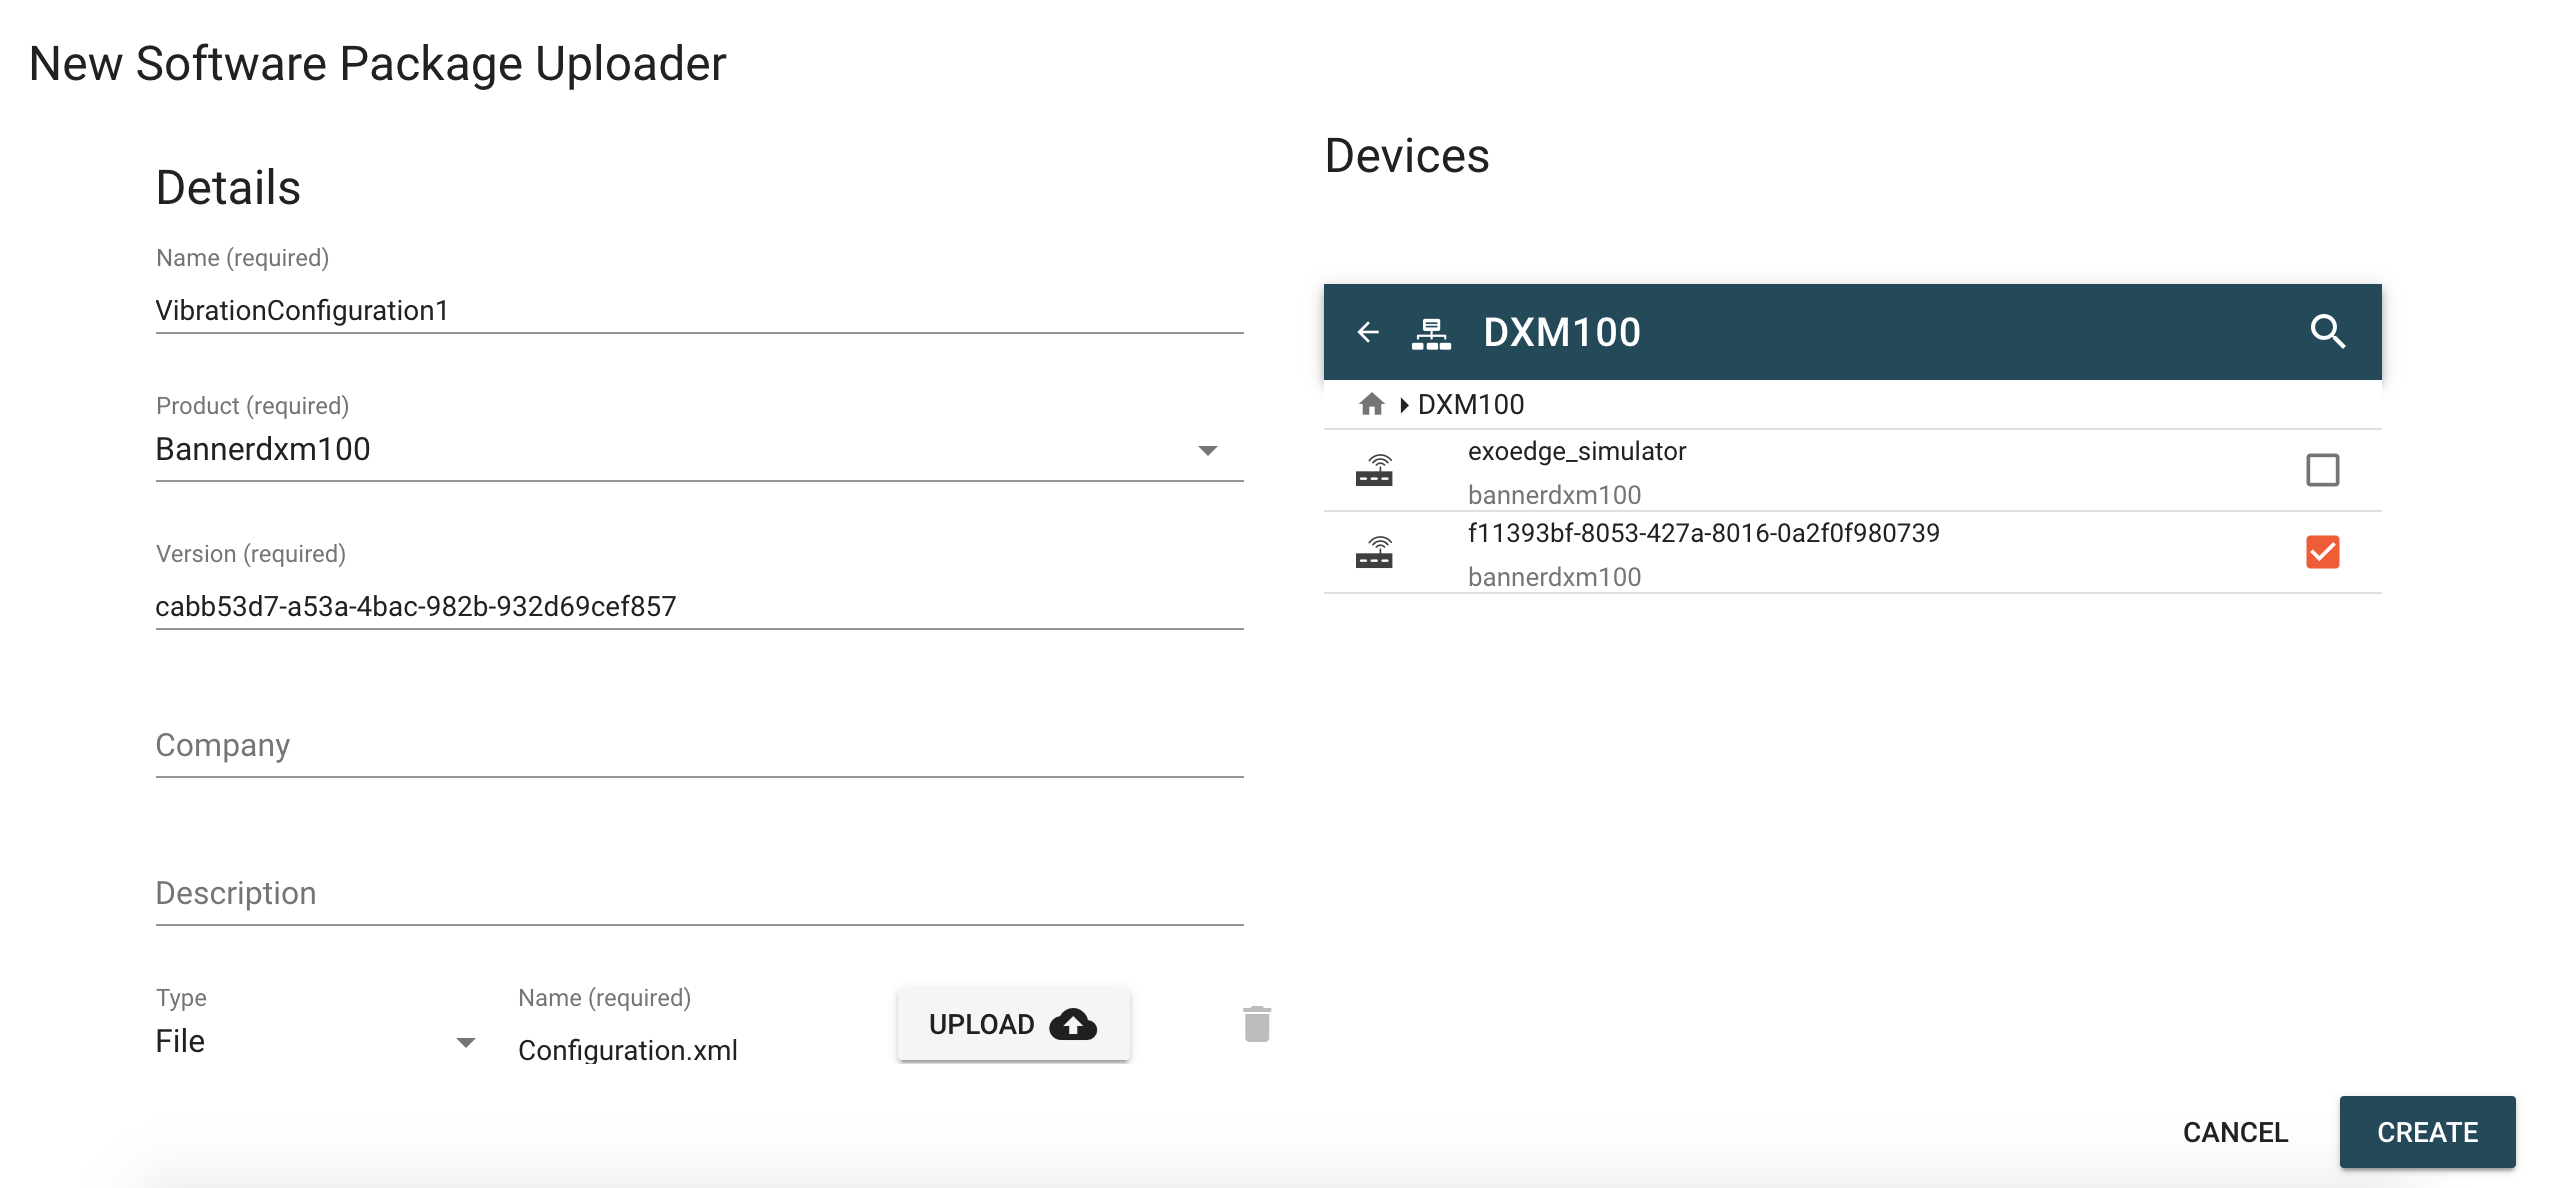 New Software Package Uploader
Details
Name (required)
VibrationConfiguration1
Product (required)
Bannerdxm100
Version (required)
cabb53d7-a53a-4bac-982b-932d69cef857
Company
Description
Type
File
Name (required)
Configuration.xml
UPLOAD
Devices
DXM100
DXM100
exoedge_simulator
bannerdxm100
f11393bf-8053-427a-8016-0a2f0f980739
bannerdxm100
CANCEL
CREATE